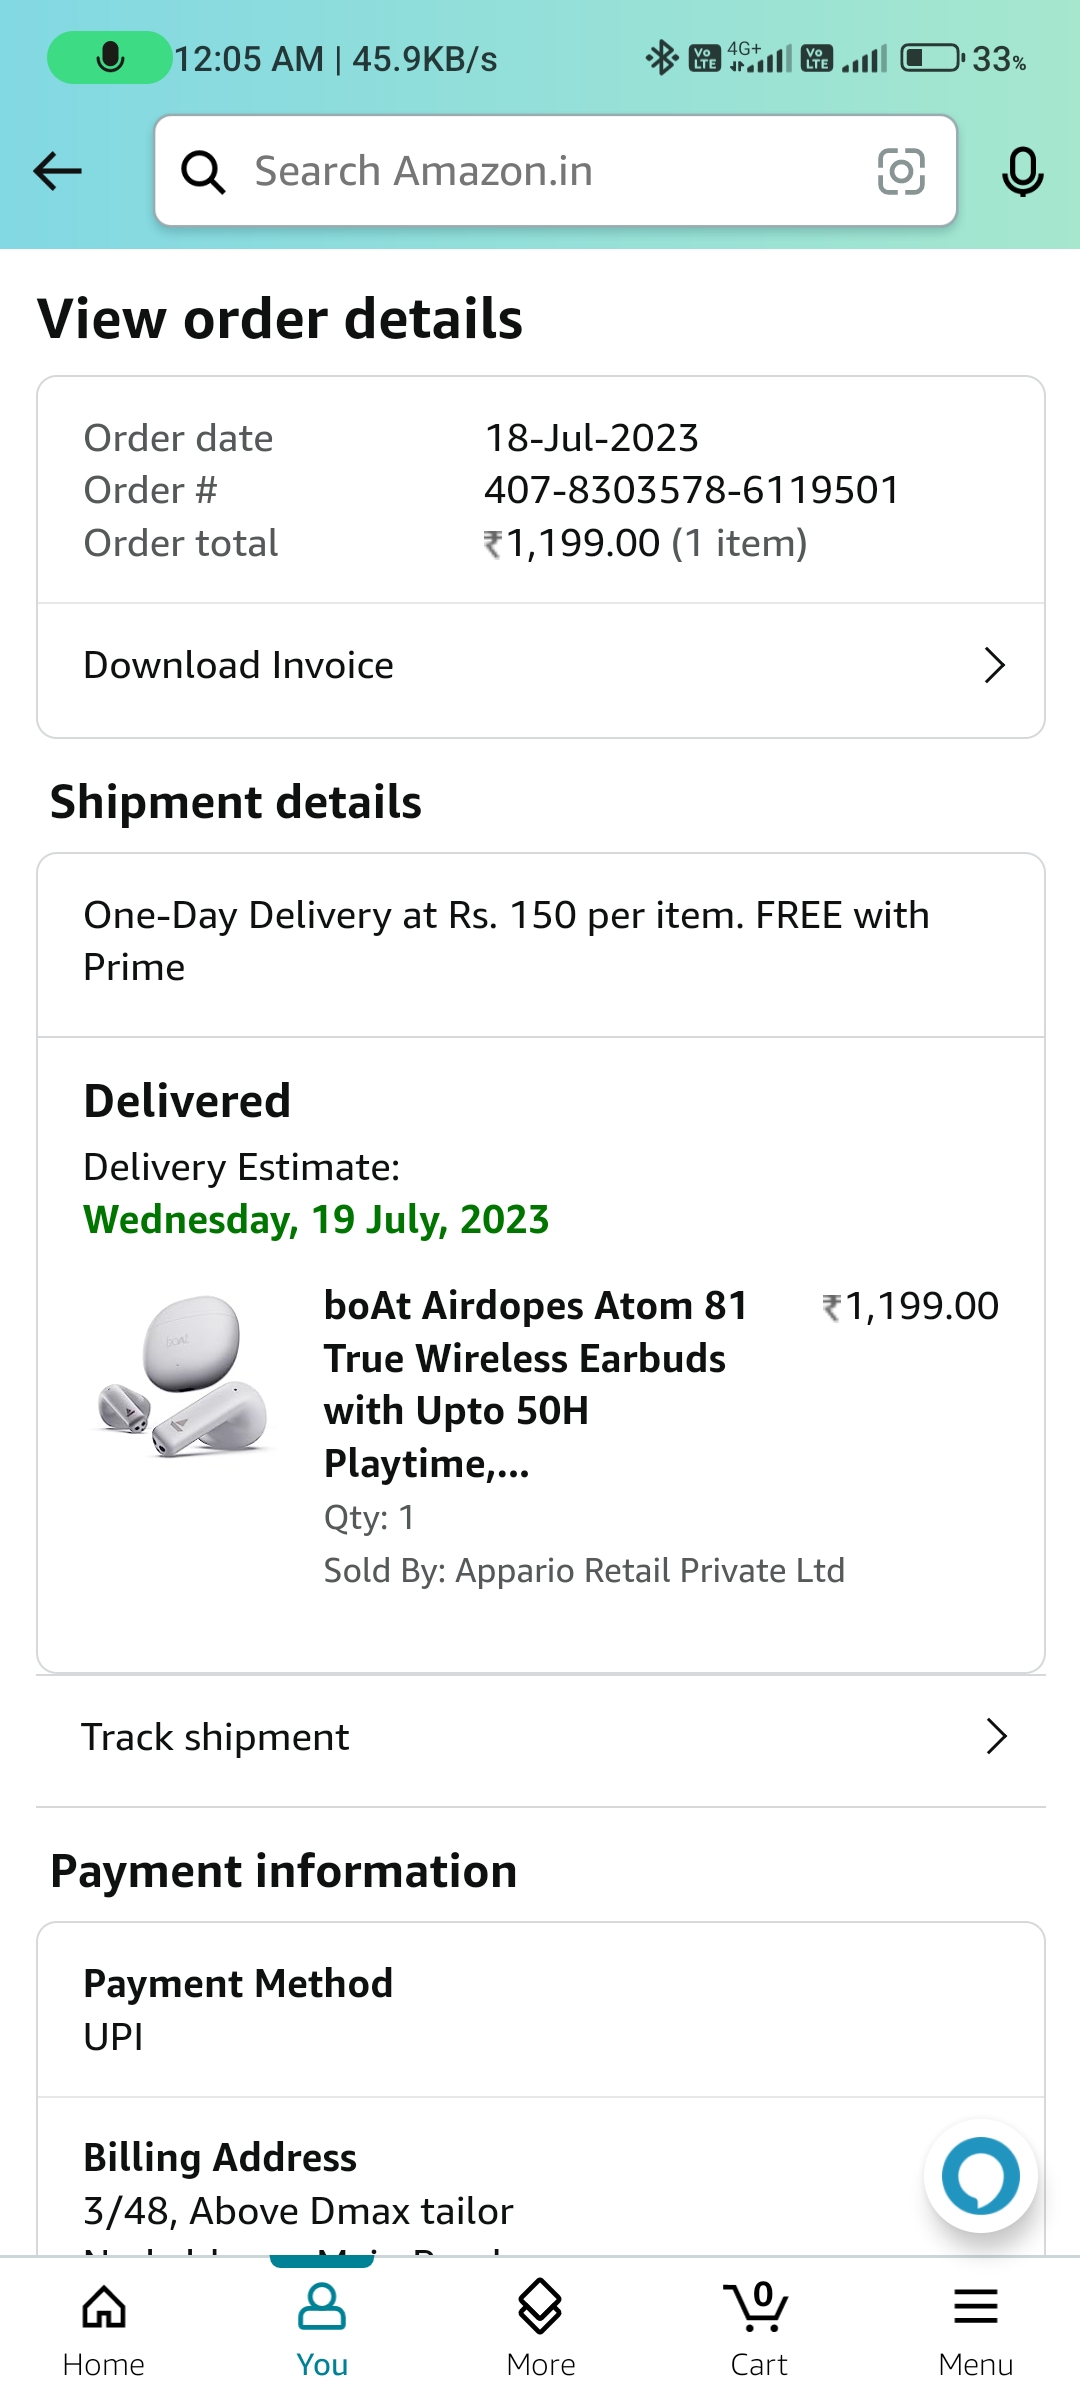 12:05 AM | 45.9KB/s 4G+ 33%
Search Amazon.in
View order details
Order date 18-Jul-2023
Order # 407-8303578-6119501
Order total ₹1,199.00 (1 item)
Download Invoice
Shipment details
One-Day Delivery at Rs. 150 per item. FREE with
Prime
Delivered
Delivery Estimate:
Wednesday, 19 July, 2023
boAt Airdopes Atom 81 ₹1,199.00
True Wireless Earbuds
with Upto 50H
Playtime,...
Qty: 1
Sold By: Appario Retail Private Ltd
Track shipment
Payment information
Payment Method
UPI
Billing Address
3/48, Above Dmax tailor
0
Home You More Cart Menu